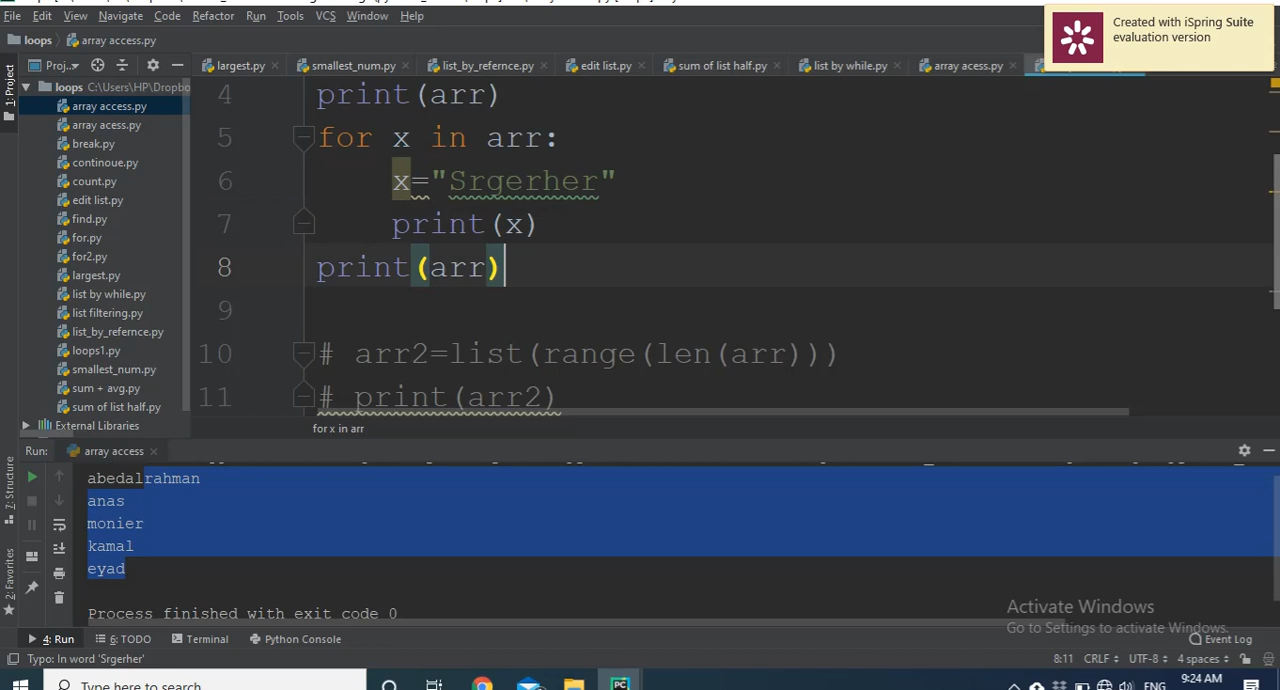 File Edit View Navigate Code Refactor Run Tools VCS Window Help
Created with iSpring Suite
evaluation version
loops array access.py
1: Project
Proj..
largest.py smallest_num.py list_by_refernce.py edit list.py sum of list half.py list by while.py array acess.py
loops C:\Users\HP\Dropbo
array access.py
array acess.py
break.py
continoue.py
count.py
edit list.py
find.py
for.py
for2.py
largest.py
list by while.py
list filtering.py
list_by_refernce.py
loops1.py
smallest_num.py
sum + avg.py
sum of list half.py
External Libraries
4 print(arr)
5 for x in arr:
6 x="Srgerher"
7 print(x)
8 print(arr)
9
10 # arr2=list(range(len(arr)))
11 # print(arr2)
for x in arr
Run: array access
abedalrahman
anas
monier
kamal
eyad
Process finished with exit code 0
7: Structure
2: Favorites
Activate Windows
Go to Settings to activate Windows.
4: Run 6: TODO Terminal Python Console Event Log
Typo: In word 'Srgerher' 8:11 CRLF UTF-8 4 spaces
Type here to search
ENG
9:24 AM